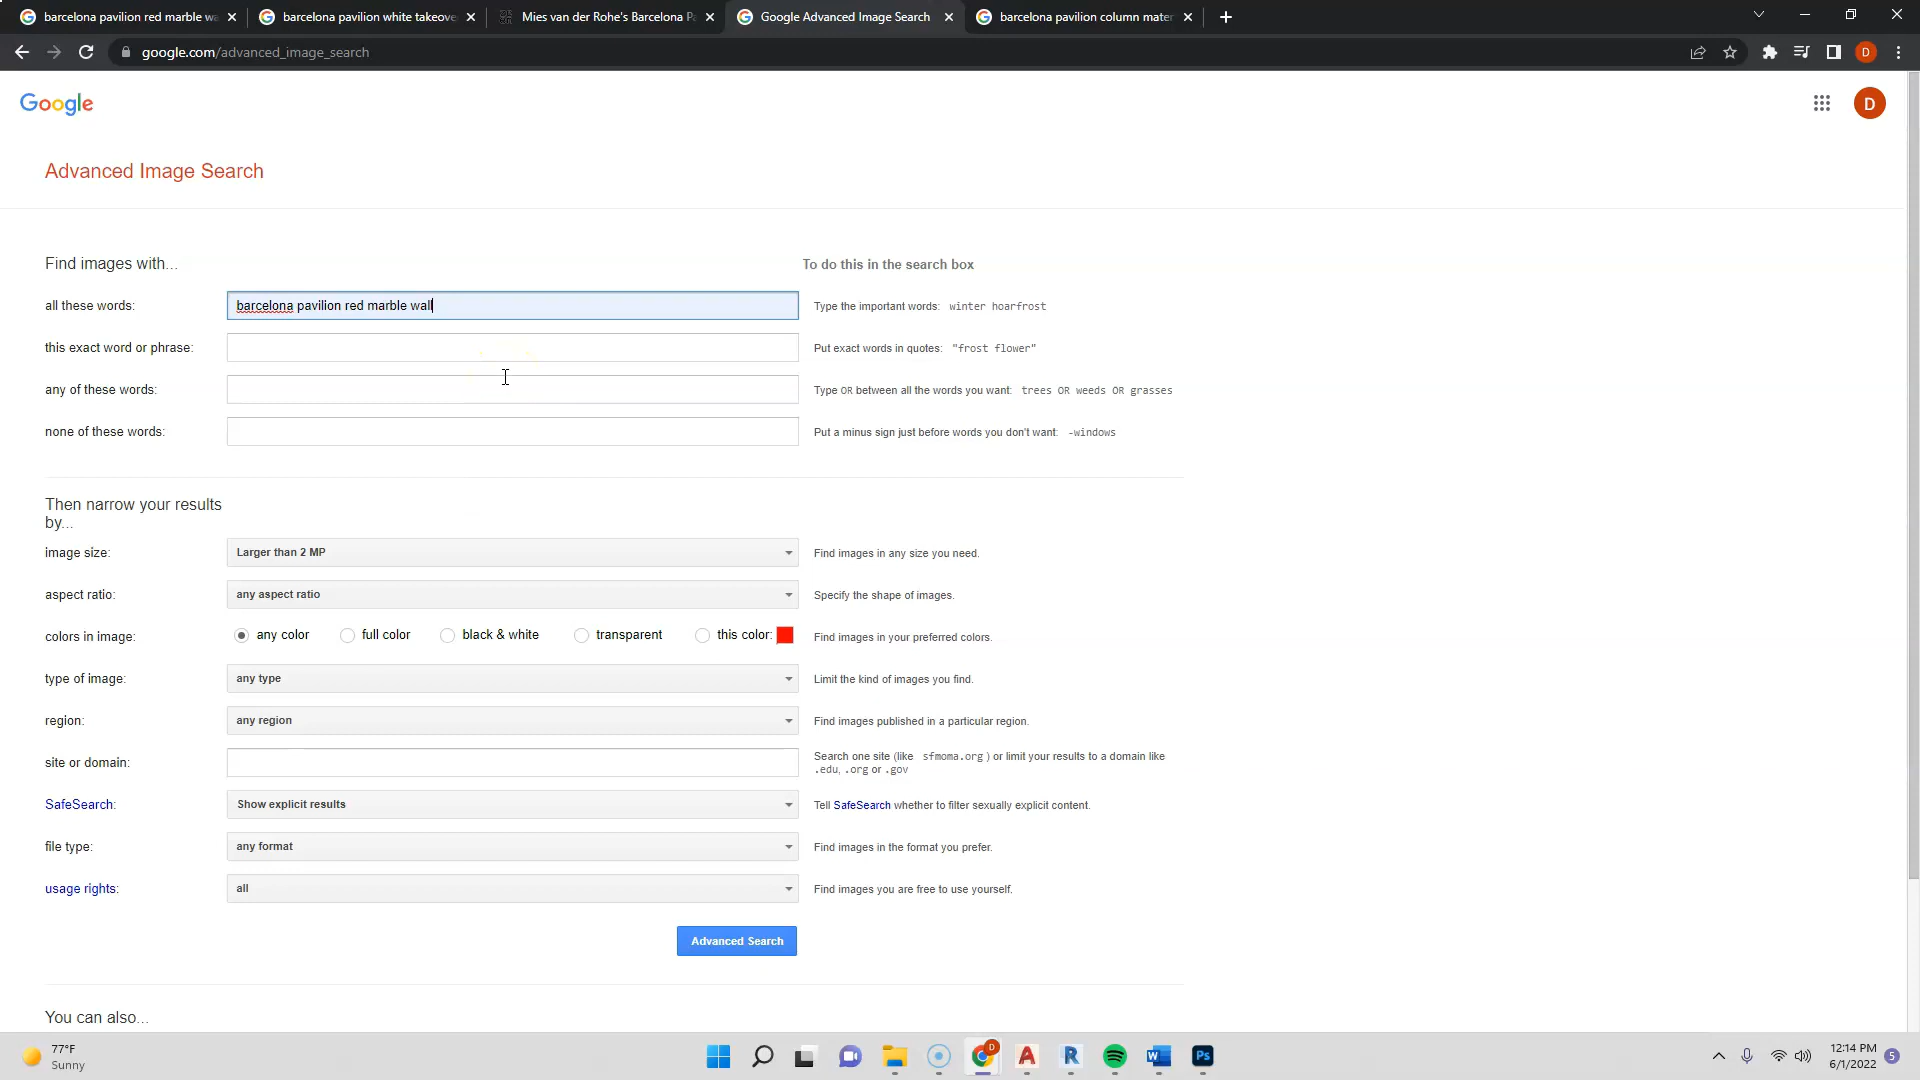 barcelona pavilion red marble wa
barcelona pavilion white takeove
Mies van der Rohe's Barcelona Pa
Google Advanced Image Search
barcelona pavilion column mater
google.com/advanced_image_search
D
Google
D
Advanced Image Search
Find images with...
To do this in the search box
all these words:
barcelona pavilion red marble wall
Type the important words: winter hoarfrost
this exact word or phrase:
Put exact words in quotes: "frost flower"
any of these words:
Type OR between all the words you want: trees OR weeds OR grasses
none of these words:
Put a minus sign just before words you don't want: -windows
Then narrow your results
by...
image size:
Larger than 2 MP
Find images in any size you need.
aspect ratio:
any aspect ratio
Specify the shape of images.
colors in image:
any color
full color
black & white
transparent
this color:
Find images in your preferred colors.
type of image:
any type
Limit the kind of images you find.
region:
any region
Find images published in a particular region.
site or domain:
Search one site (like sfmoma.org ) or limit your results to a domain like
.edu, .org or .gov
SafeSearch:
Show explicit results
Tell SafeSearch whether to filter sexually explicit content.
file type:
any format
Find images in the format you prefer.
usage rights:
all
Find images you are free to use yourself.
Advanced Search
You can also...
77°F
Sunny
D
A
R
W
Ps
12:14 PM
6/1/2022
5